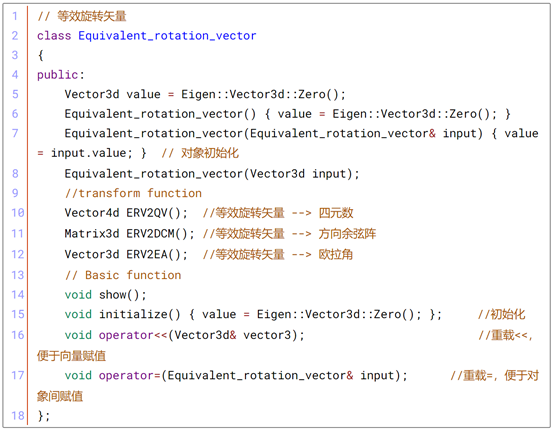 1 // 等效旋转矢量
2 class Equivalent_rotation_vector
3 {
4 public:
5 Vector3d value = Eigen::Vector3d::Zero();
6 Equivalent_rotation_vector() { value = Eigen::Vector3d::Zero(); }
7 Equivalent_rotation_vector(Equivalent_rotation_vector& input) { value
= input.value; } // 对象初始化
8 Equivalent_rotation_vector(Vector3d input);
9 //transform function
10 Vector4d ERV2QV(); //等效旋转矢量 --> 四元数
11 Matrix3d ERV2DCM(); //等效旋转矢量 --> 方向余弦阵
12 Vector3d ERV2EA(); //等效旋转矢量 --> 欧拉角
13 // Basic function
14 void show();
15 void initialize() { value = Eigen::Vector3d::Zero(); }; //初始化
16 void operator<<(Vector3d& vector3); //重载<<,
便于向量赋值
17 void operator=(Equivalent_rotation_vector& input); //重载=，便于对
象间赋值
18 };